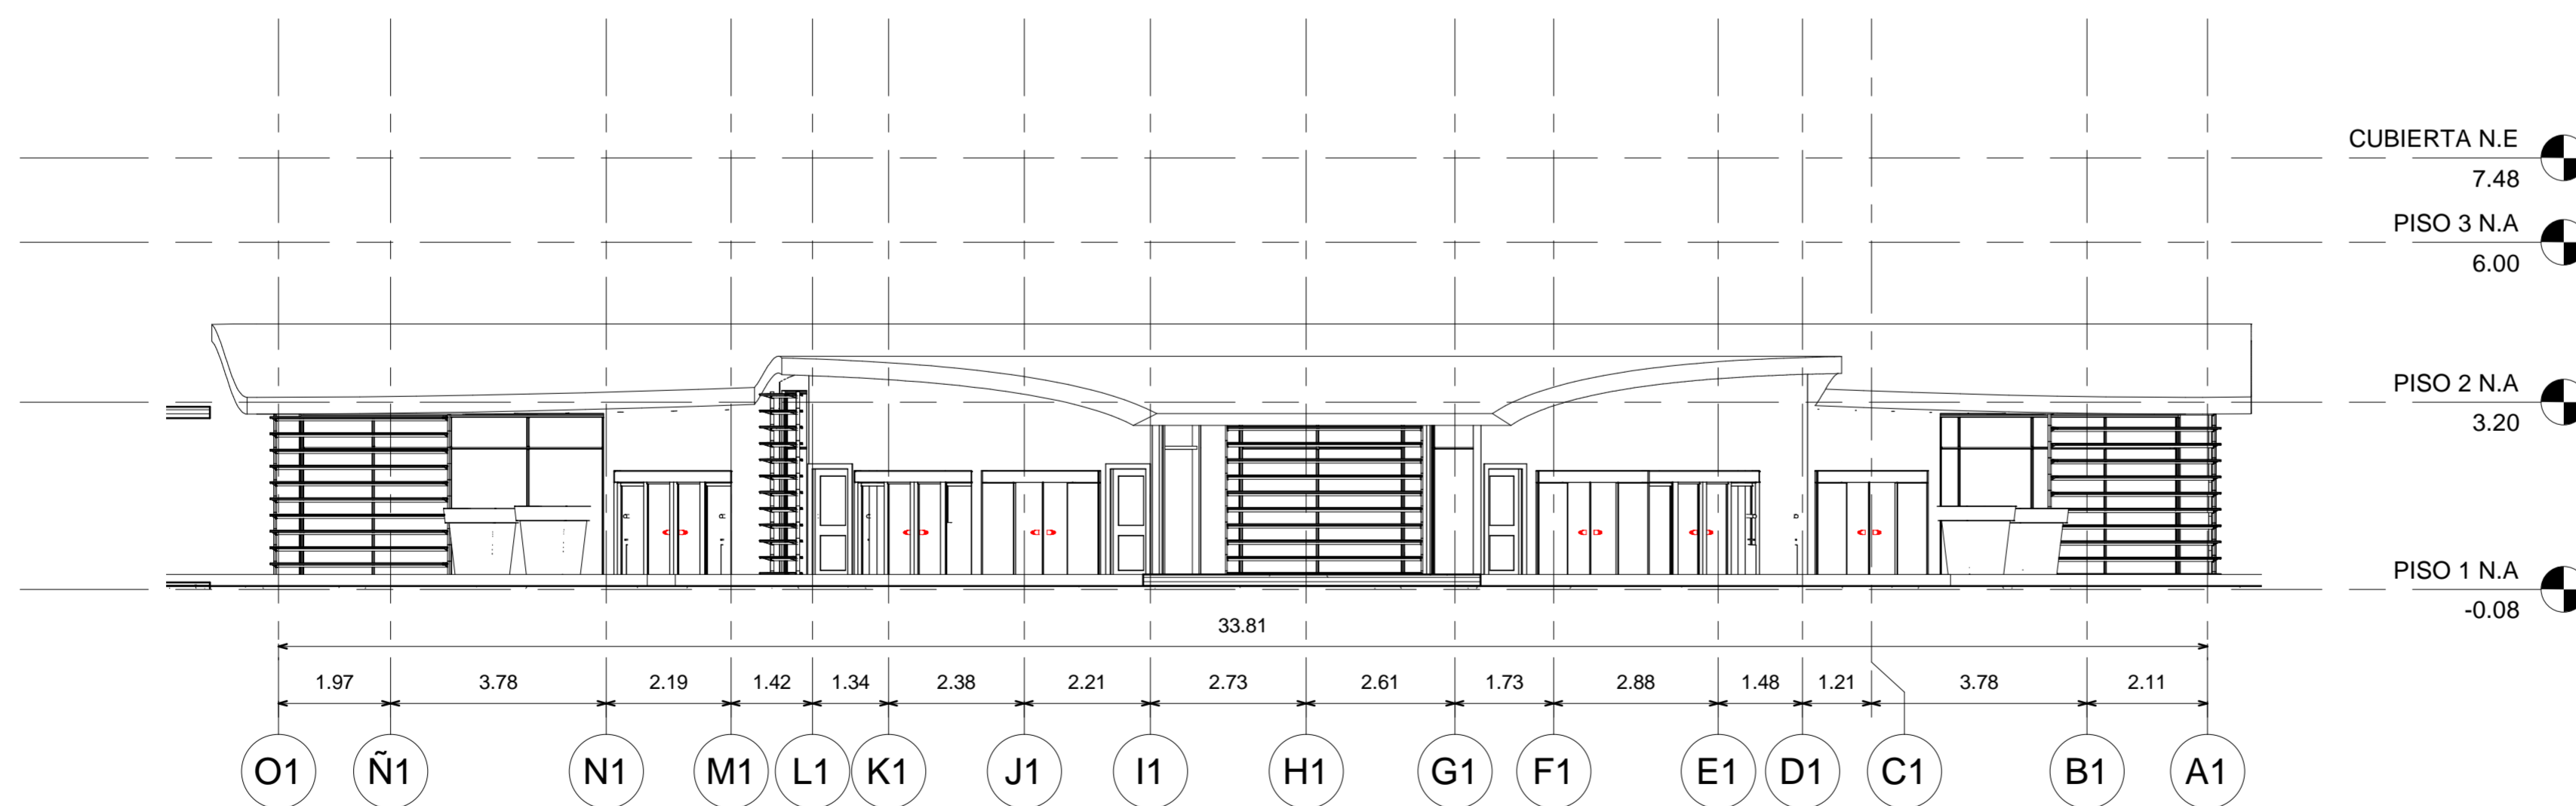 CUBIERTA N.E
7.48
PISO 3 N.A
6.00
PISO 2 N.A
3.20
PISO 1 N.A
-0.08
33.81
1.97 3.78 2.19 1.42 1.34 2.38 2.21 2.73 2.61 1.73 2.88 1.48 1.21 3.78 2.11
O1 Ñ1 N1 M1 L1 K1 J1 I1 H1 G1 F1 E1 D1 C1 B1 A1